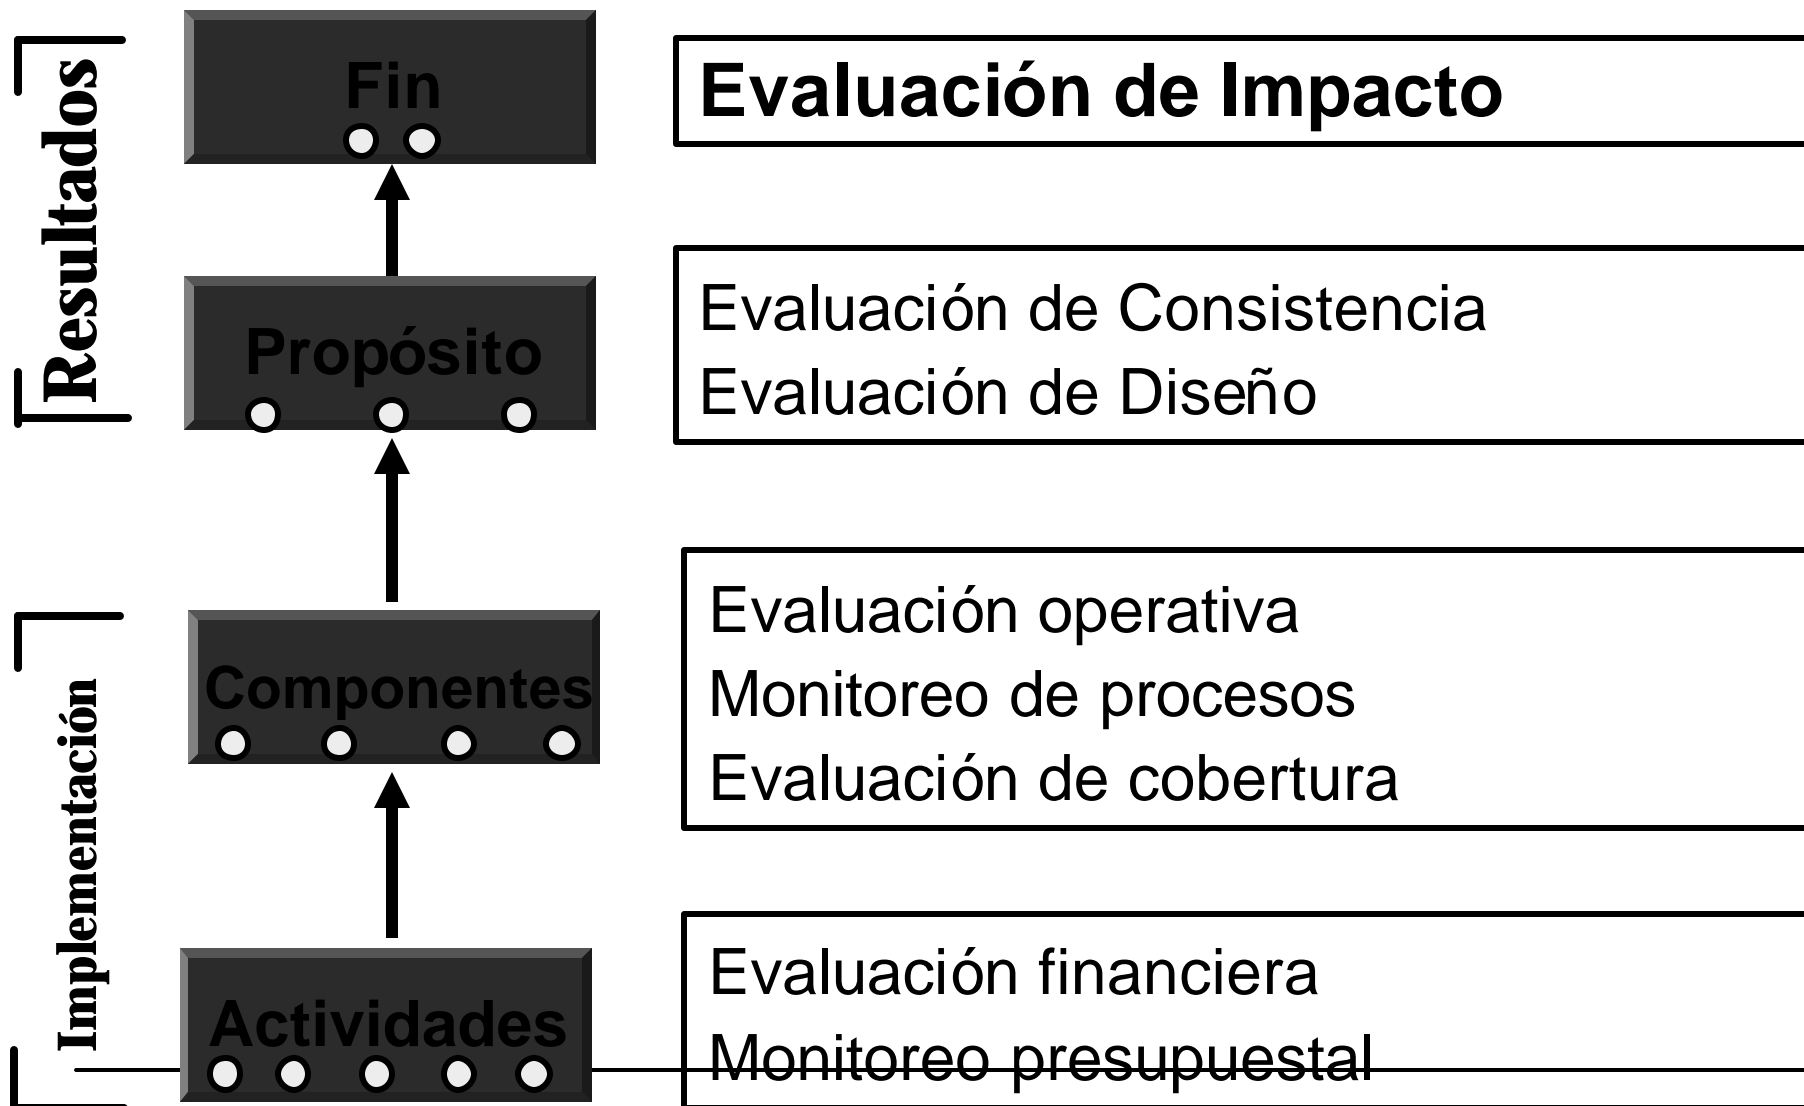 Resultados
Fin
Evaluación de Impacto
Propósito
Evaluación de Consistencia
Evaluación de Diseño
Implementación
Componentes
Evaluación operativa
Monitoreo de procesos
Evaluación de cobertura
Actividades
Evaluación financiera
Monitoreo presupuestal